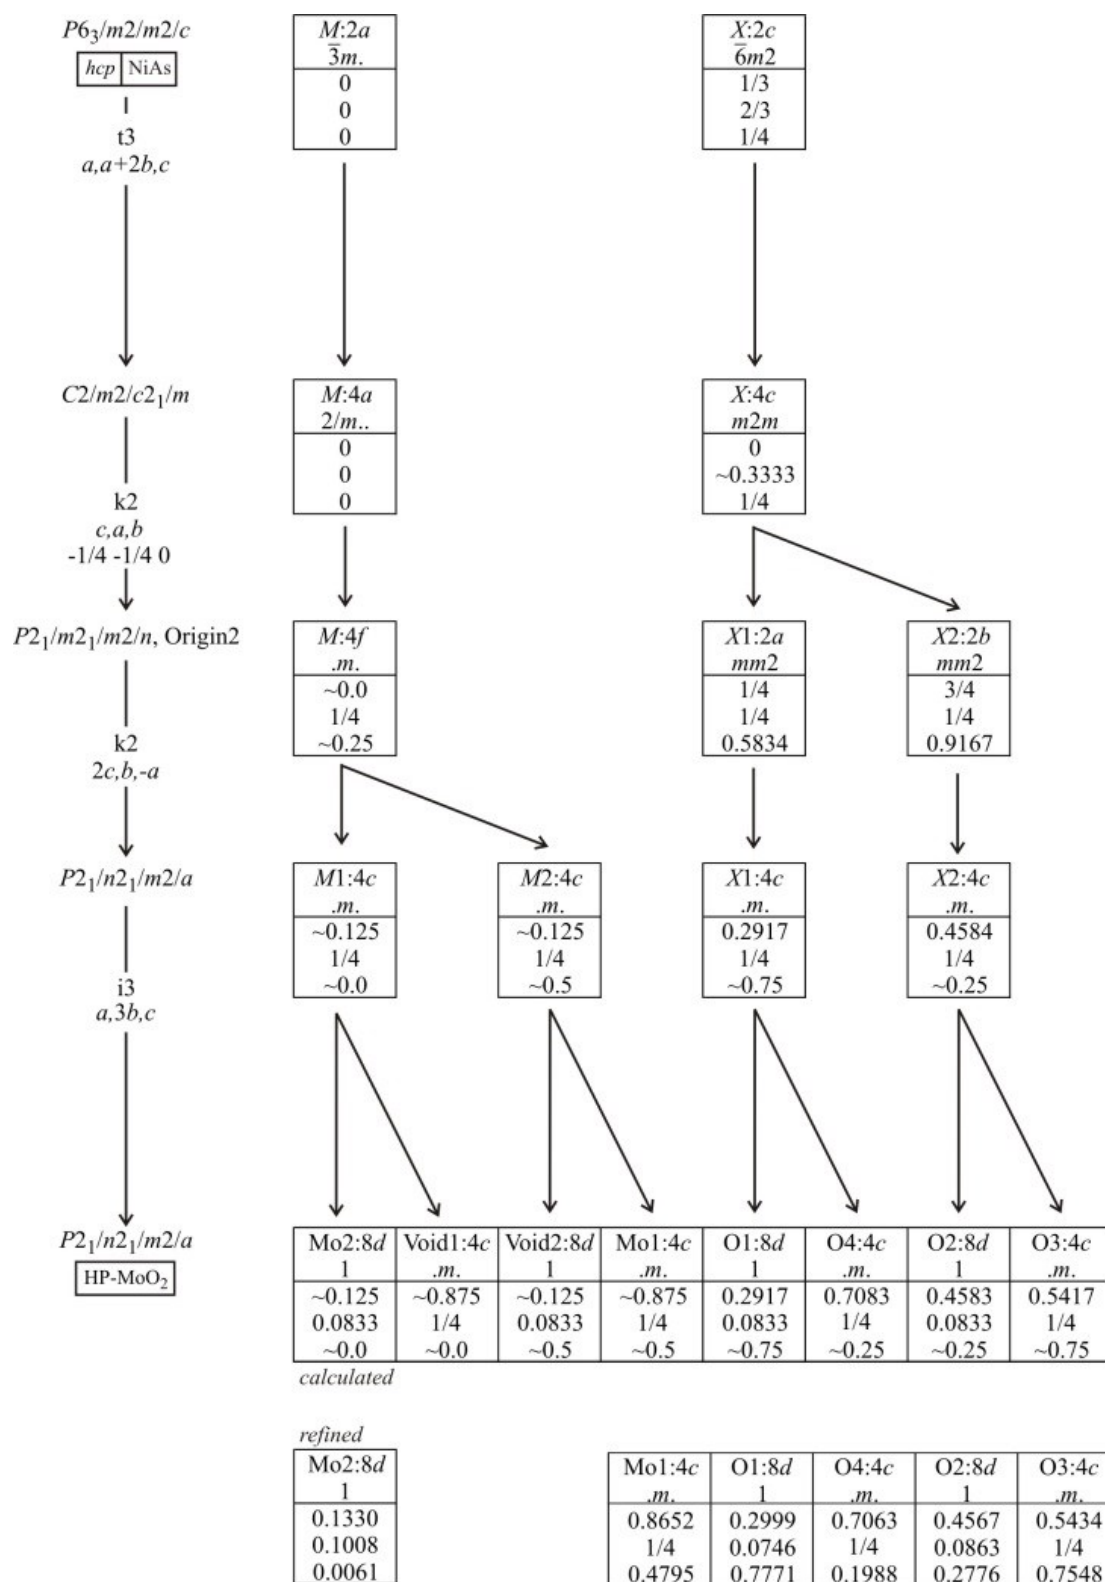 P6₃/m2/m2/c
hcp NiAs
M:2a X:2c
3̅m. 6̅m2
0 1/3
0 2/3
0 1/4
t3
a,a+2b,c
C2/m2/c2₁/m
M:4a X:4c
2/m.. m2m
0 0
0 ~0.3333
0 1/4
k2
c,a,b
-1/4 -1/4 0
P2₁/m2₁/m2/n, Origin2
M:4f X1:2a X2:2b
.m. mm2 mm2
~0.0 1/4 3/4
1/4 1/4 1/4
~0.25 0.5834 0.9167
k2
2c,b,-a
P2₁/n2₁/m2/a
M1:4c M2:4c X1:4c X2:4c
.m. .m. .m. .m.
~0.125 ~0.125 0.2917 0.4584
1/4 1/4 1/4 1/4
~0.0 ~0.5 ~0.75 ~0.25
i3
a,3b,c
P2₁/n2₁/m2/a
HP-MoO₂
Mo2:8d Void1:4c Void2:8d Mo1:4c O1:8d O4:4c O2:8d O3:4c
1 .m. 1 .m. 1 .m. 1 .m.
~0.125 ~0.875 ~0.125 ~0.875 0.2917 0.7083 0.4583 0.5417
0.0833 1/4 0.0833 1/4 0.0833 1/4 0.0833 1/4
~0.0 ~0.0 ~0.5 ~0.5 ~0.75 ~0.25 ~0.25 ~0.75
calculated
refined
Mo2:8d Mo1:4c O1:8d O4:4c O2:8d O3:4c
1 .m. 1 .m. 1 .m.
0.1330 0.8652 0.2999 0.7063 0.4567 0.5434
0.1008 1/4 0.0746 1/4 0.0863 1/4
0.0061 0.4795 0.7771 0.1988 0.2776 0.7548